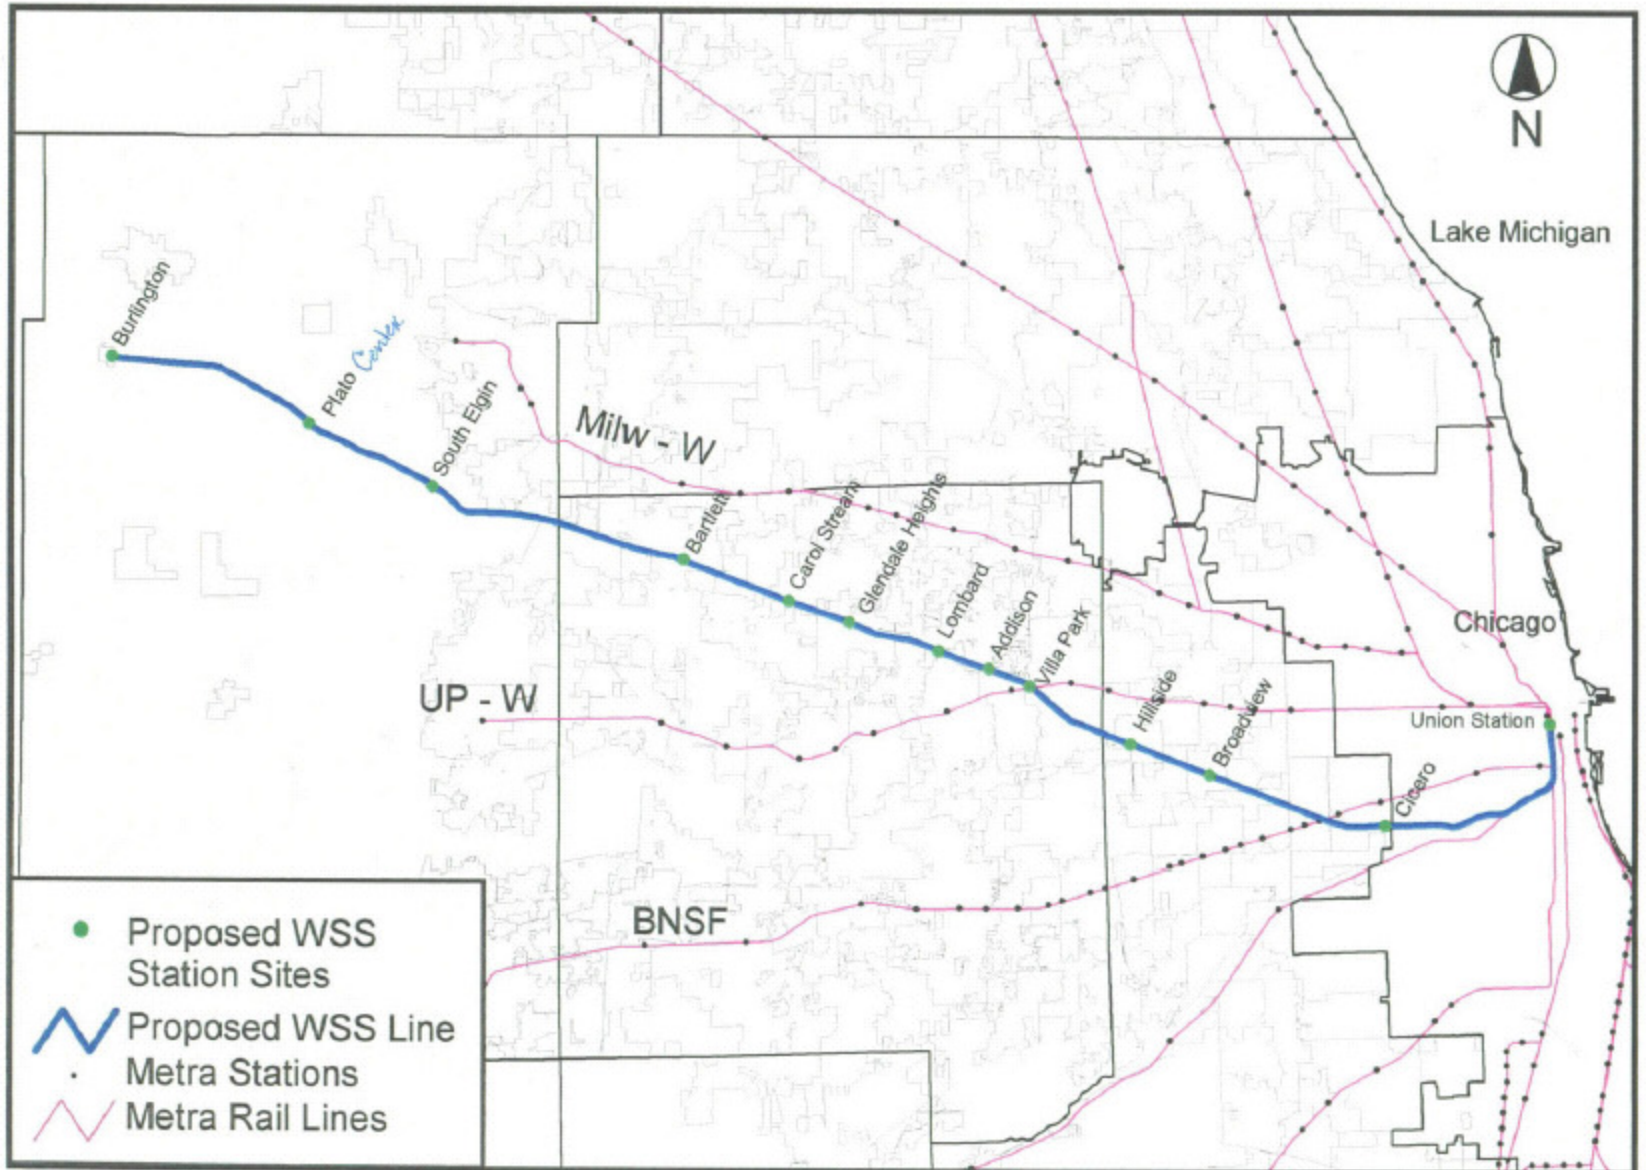 N
Lake Michigan
Burlington
Plato Center
South Elgin
Milw - W
Bartlett
Carol Stream
Glendale Heights
Lombard
Addison
Villa Park
Hillside
Broadview
Cicero
Chicago
Union Station
UP - W
BNSF
Proposed WSS
Station Sites
Proposed WSS Line
Metra Stations
Metra Rail Lines